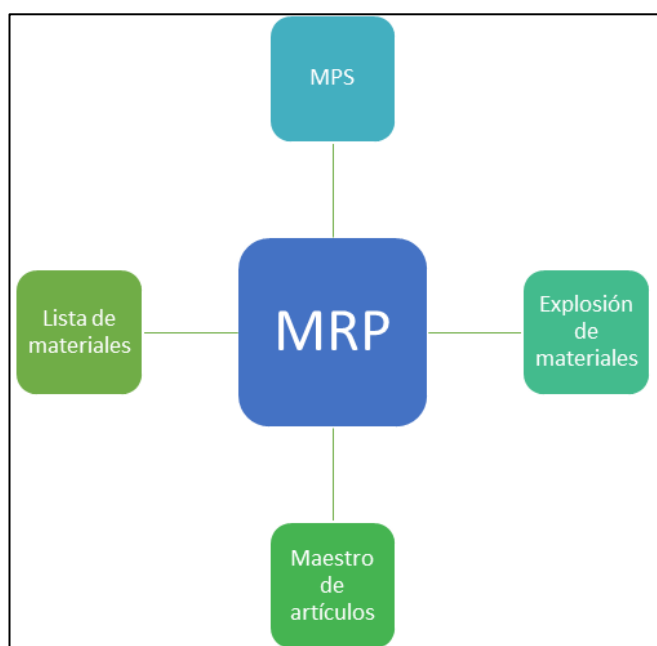 MPS
Lista de
materiales
MRP
Explosión
de
materiales
Maestro
de
artículos